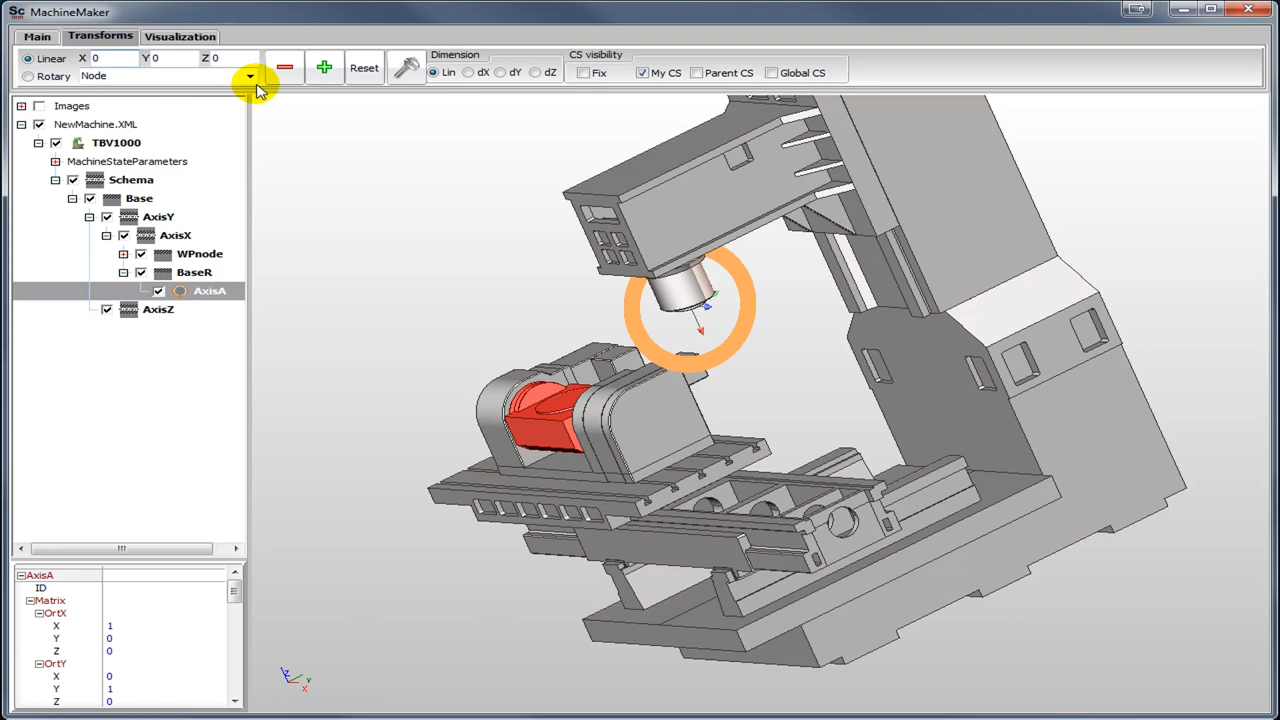 Sc MachineMaker
Main Transforms Visualization
Linear X 0 Y 0 Z 0
Rotary Node
Reset
Dimension
Lin dX dY dZ
CS visibility
Fix My CS Parent CS Global CS
Images
NewMachine.XML
TBV1000
MachineStateParameters
Schema
Base
AxisY
AxisX
WPnode
BaseR
AxisA
AxisZ
AxisA
ID
Matrix
OrtX
X 1
Y 0
Z 0
OrtY
X 0
Y 1
Z 0
Z Y
X